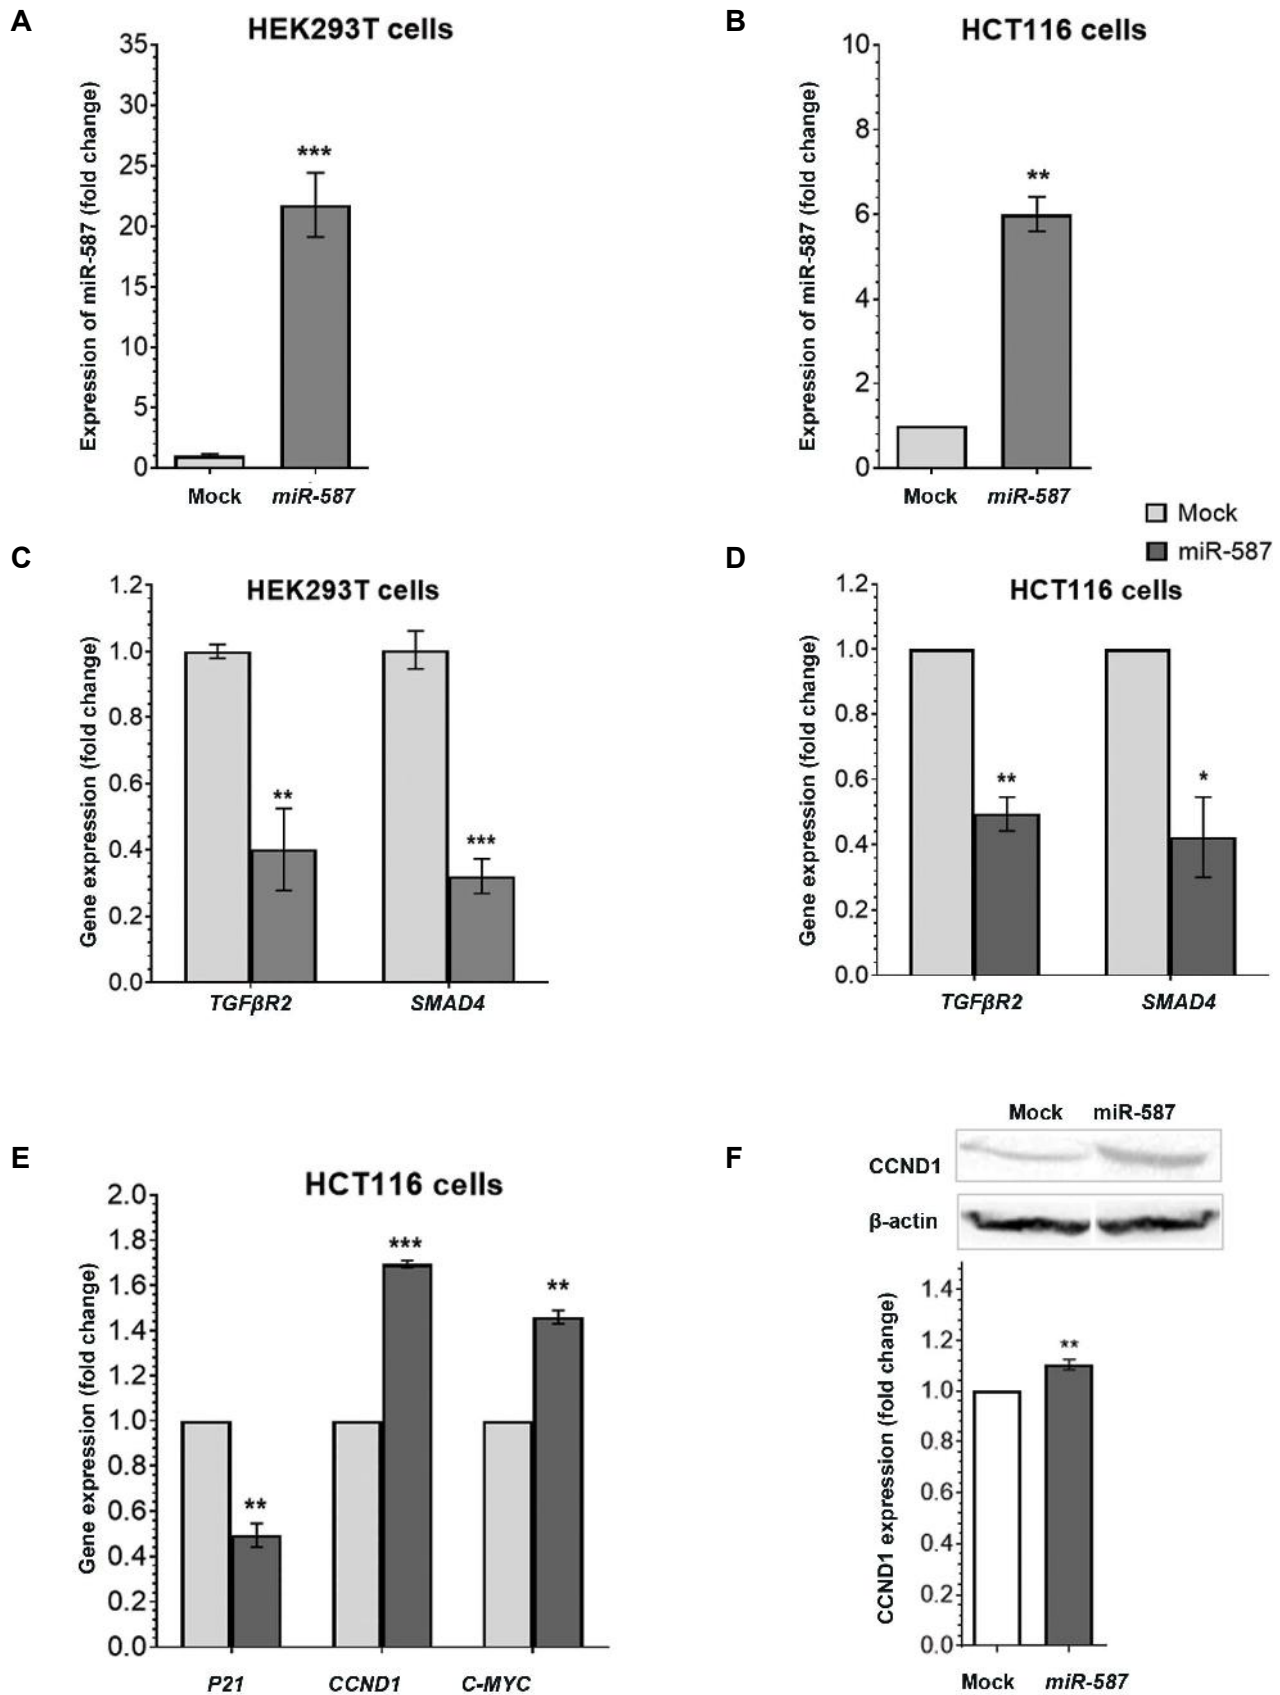 A
HEK293T cells
Expression of miR-587 (fold change)
35
30
25
20
15
10
5
0
***
Mock miR-587
B
HCT116 cells
Expression of miR-587 (fold change)
10
8
6
4
2
0
**
Mock miR-587
Mock
miR-587
C
HEK293T cells
Gene expression (fold change)
1.2
1.0
0.8
0.6
0.4
0.2
0.0
**
***
TGFβR2 SMAD4
D
HCT116 cells
Gene expression (fold change)
1.2
1.0
0.8
0.6
0.4
0.2
0.0
**
*
TGFβR2 SMAD4
E
HCT116 cells
Gene expression (fold change)
2.0
1.8
1.6
1.4
1.2
1.0
0.8
0.6
0.4
0.2
0.0
**
***
**
P21 CCND1 C-MYC
F
Mock miR-587
CCND1
β-actin
CCND1 expression (fold change)
1.4
1.2
1.0
0.8
0.6
0.4
0.2
0.0
**
Mock miR-587